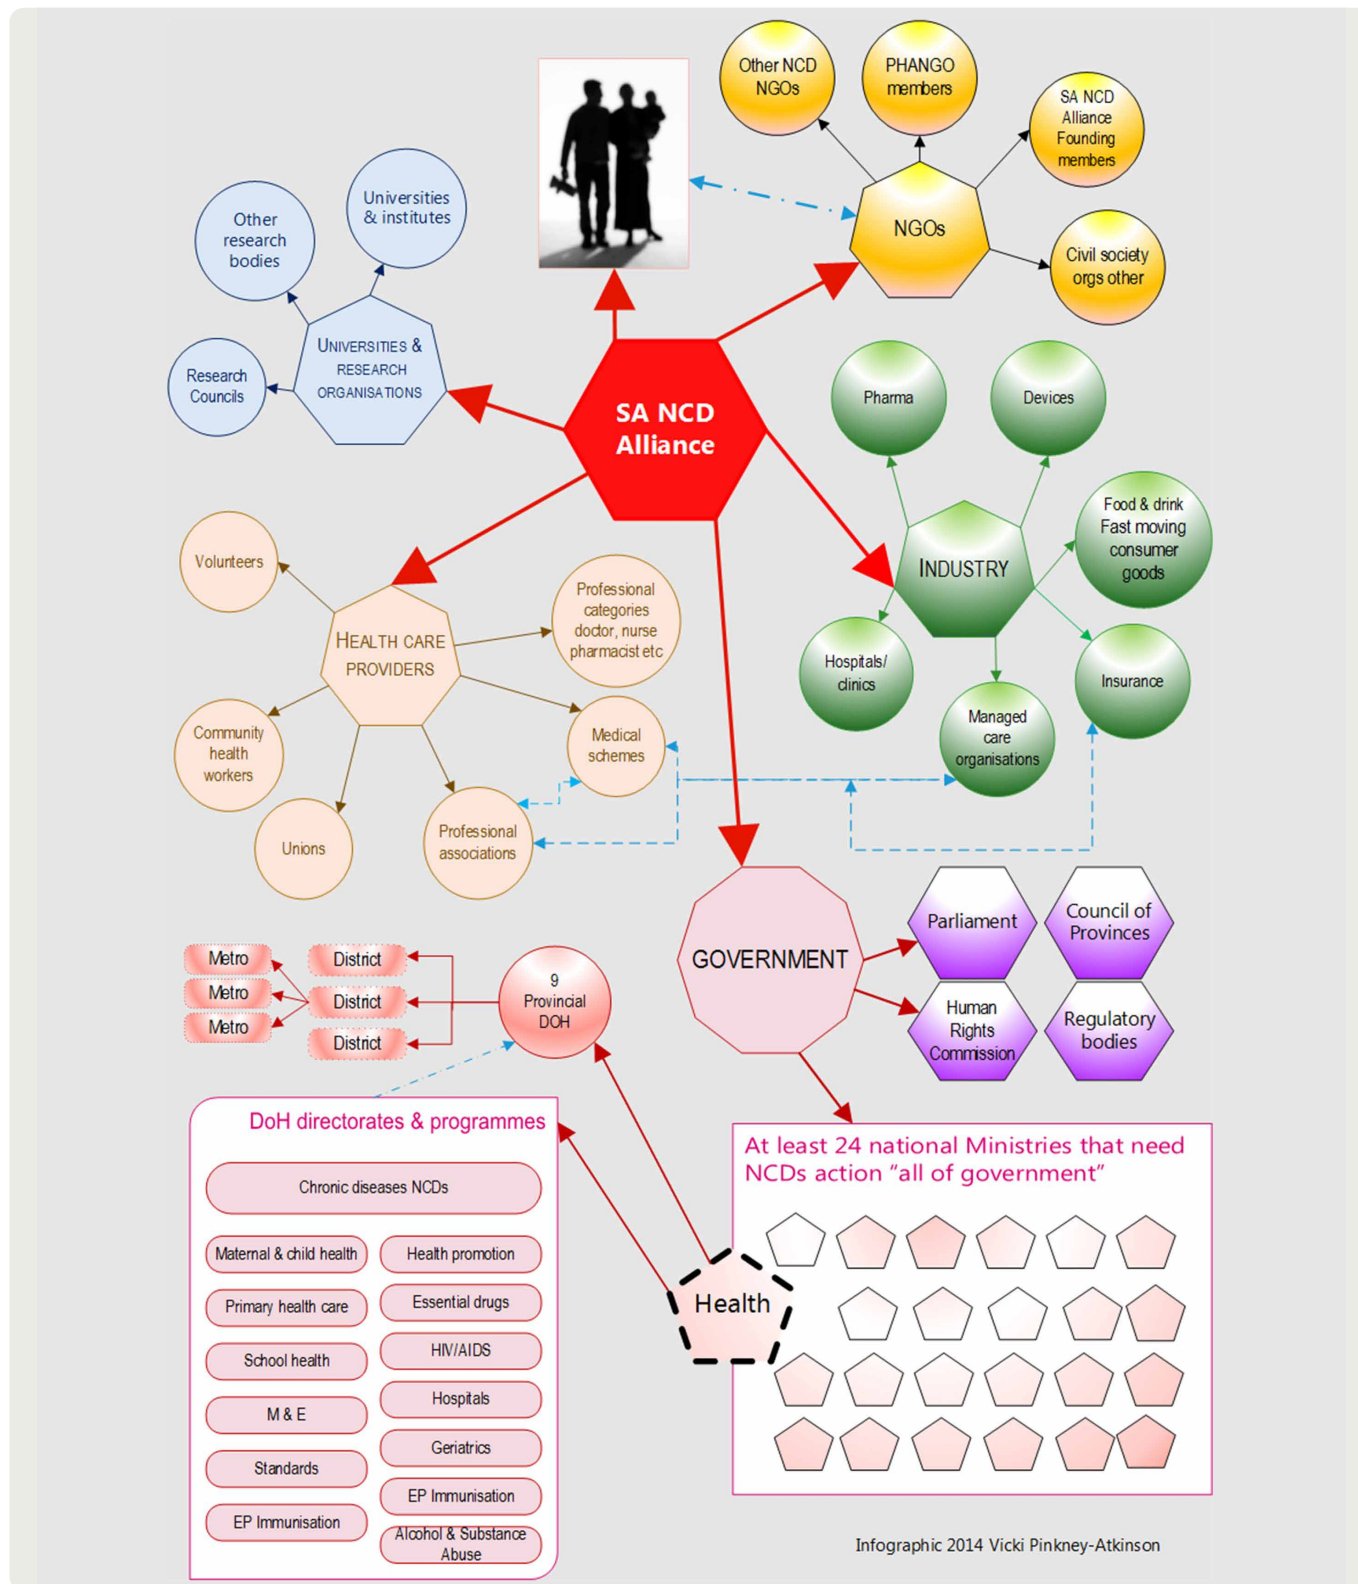 Other NCD
NGOs
PHANGO
members
SA NCD
Alliance
Founding
members
NGOs
Civil society
orgs other
Universities
& institutes
Other
research
bodies
Research
Councils
UNIVERSITIES &
RESEARCH
ORGANISATIONS
SA NCD
Alliance
Pharma
Devices
Food & drink
Fast moving
consumer
goods
INDUSTRY
Hospitals/
clinics
Managed
care
organisations
Insurance
Volunteers
HEALTH CARE
PROVIDERS
Professional
categories
doctor, nurse
pharmacist etc
Medical
schemes
Community
health
workers
Unions
Professional
associations
GOVERNMENT
Parliament
Council of
Provinces
Human
Rights
Commission
Regulatory
bodies
9
Provincial
DOH
District
District
District
Metro
Metro
Metro
DoH directorates & programmes
Chronic diseases NCDs
Maternal & child health
Primary health care
School health
M & E
Standards
EP Immunisation
Health promotion
Essential drugs
HIV/AIDS
Hospitals
Geriatrics
EP Immunisation
Alcohol & Substance
Abuse
At least 24 national Ministries that need
NCDs action “all of government”
Health
Infographic 2014 Vicki Pinkney-Atkinson